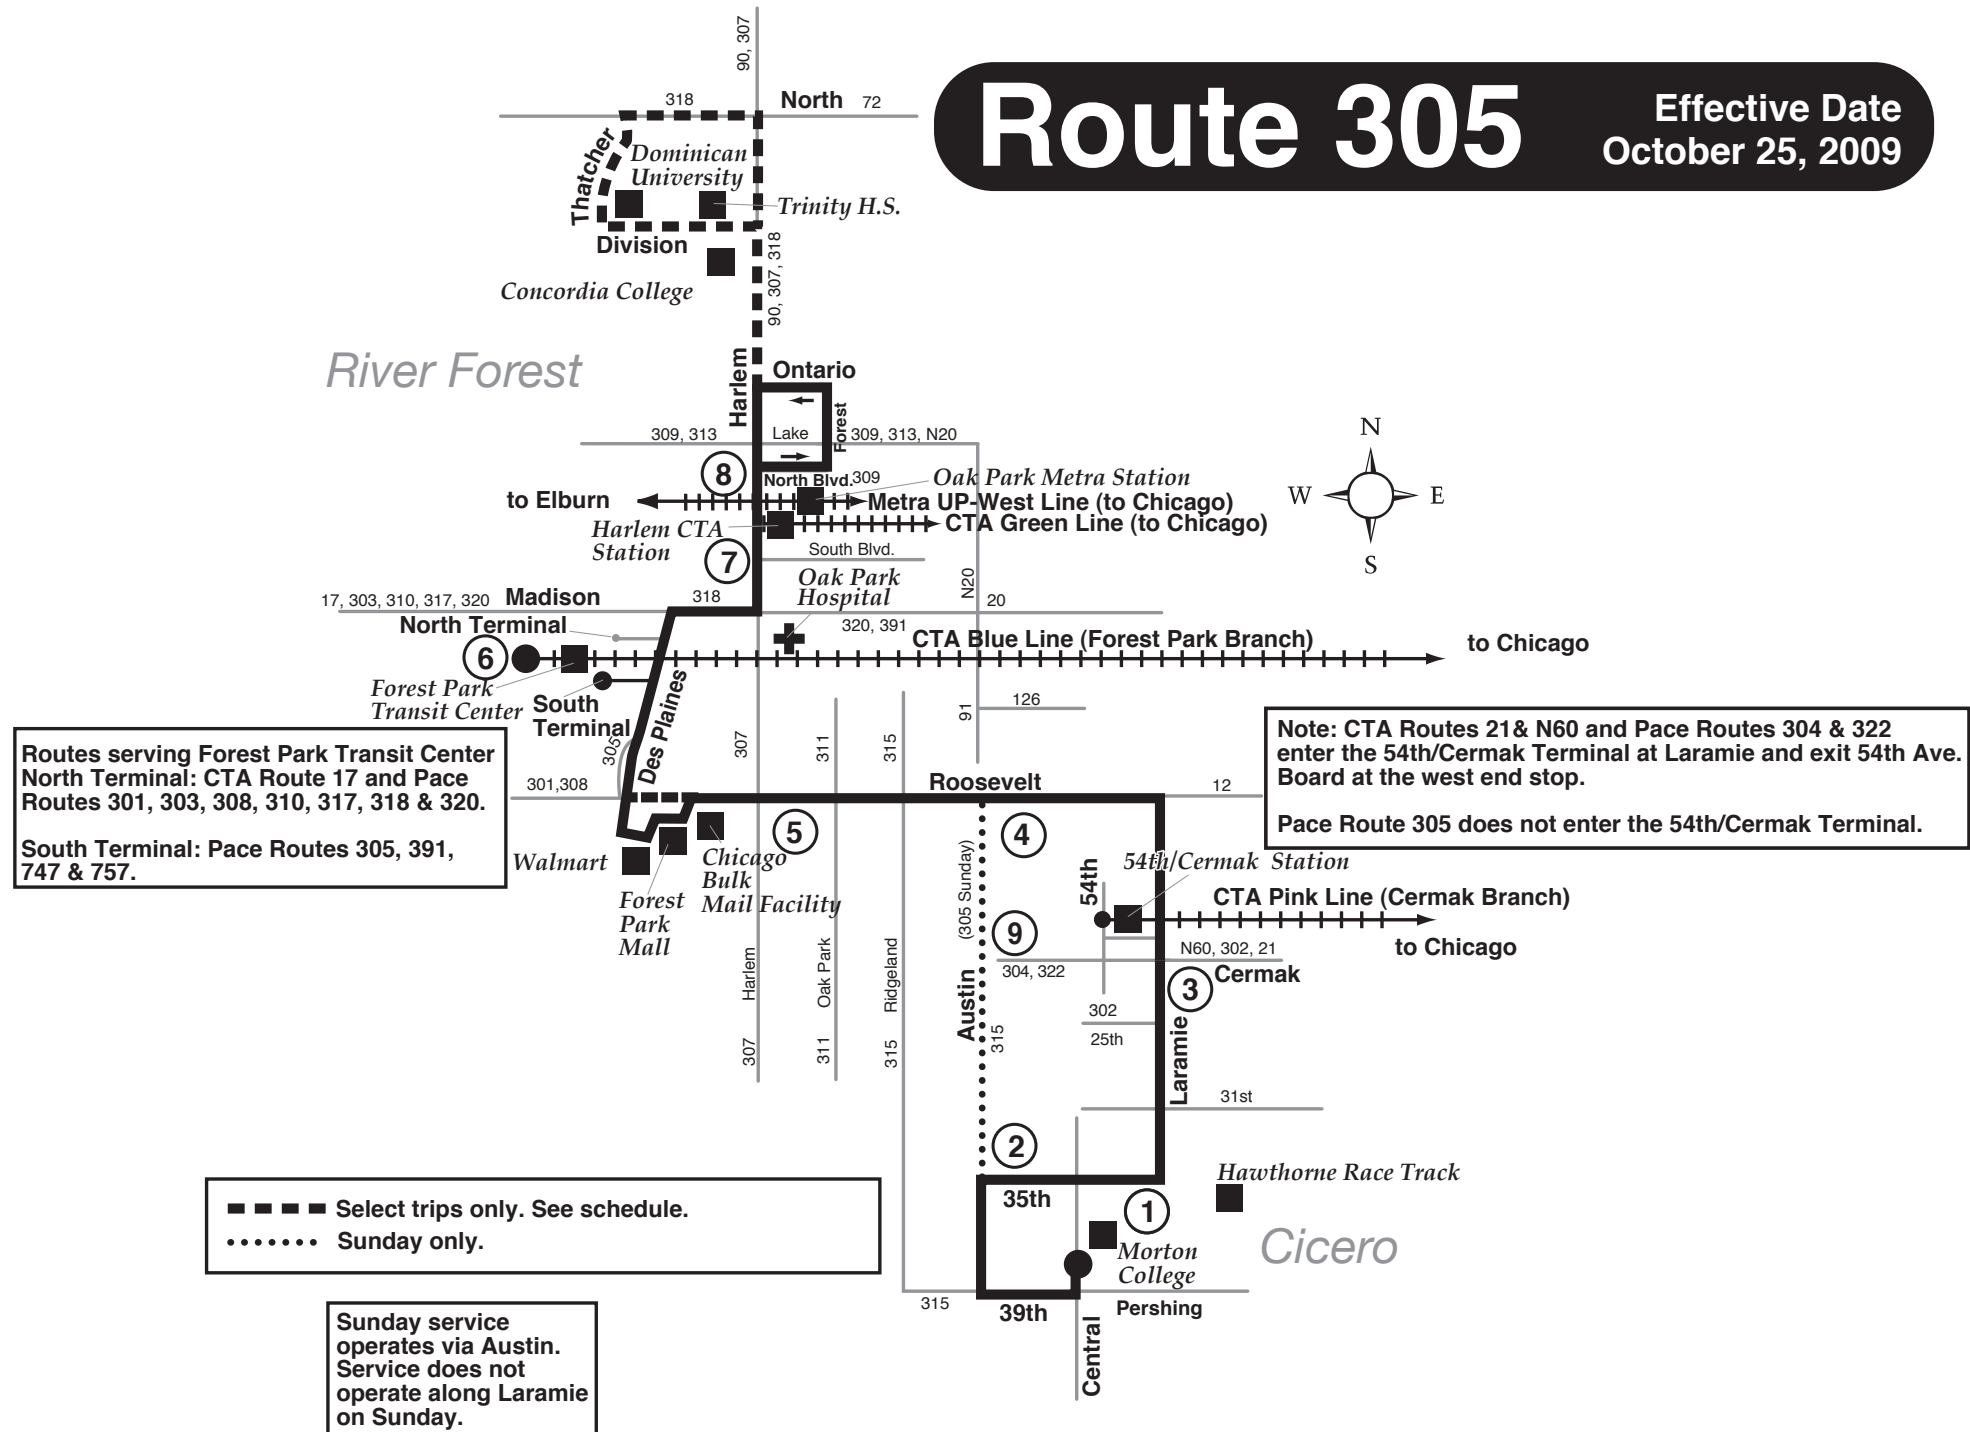 Route 305
Effective Date
October 25, 2009
90, 307
318
North
72
Thatcher
Dominican
University
Trinity H.S.
Division
Concordia College
90, 307, 318
River Forest
Harlem
Ontario
Forest
309, 313
Lake
309, 313, N20
8
North Blvd.
309
Oak Park Metra Station
to Elburn
Metra UP-West Line (to Chicago)
CTA Green Line (to Chicago)
Harlem CTA
Station
7
South Blvd.
Oak Park
Hospital
N20
N
W
E
S
17, 303, 310, 317, 320
Madison
318
20
North Terminal
320, 391
CTA Blue Line (Forest Park Branch)
to Chicago
6
Forest Park
Transit Center
South
Terminal
Des Plaines
305
91
126
307
311
315
Routes serving Forest Park Transit Center
North Terminal: CTA Route 17 and Pace
Routes 301, 303, 308, 310, 317, 318 & 320.
South Terminal: Pace Routes 305, 391,
747 & 757.
Note: CTA Routes 21& N60 and Pace Routes 304 & 322
enter the 54th/Cermak Terminal at Laramie and exit 54th Ave.
Board at the west end stop.
Pace Route 305 does not enter the 54th/Cermak Terminal.
301,308
Roosevelt
12
5
4
Walmart
Chicago
Bulk
Mail Facility
Forest
Park
Mall
(305 Sunday)
54th
54th/Cermak Station
CTA Pink Line (Cermak Branch)
to Chicago
9
N60, 302, 21
304, 322
Cermak
3
Harlem
Oak Park
Ridgeland
Austin
302
25th
307
311
315
315
Laramie
31st
2
35th
1
Hawthorne Race Track
Morton
College
Cicero
315
39th
Pershing
Central
Select trips only. See schedule.
Sunday only.
Sunday service
operates via Austin.
Service does not
operate along Laramie
on Sunday.